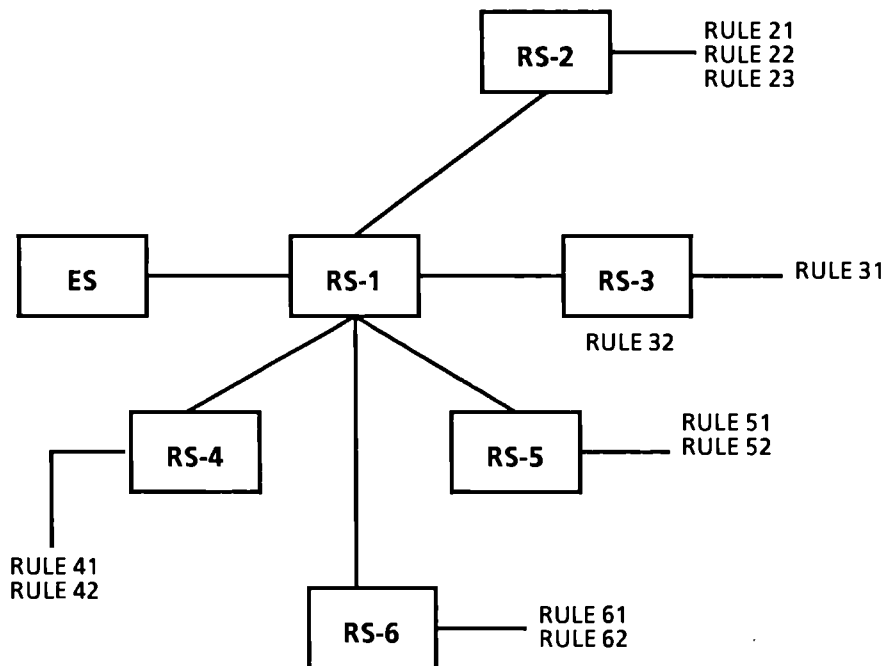 RS-2
RULE 21
RULE 22
RULE 23
ES
RS-1
RS-3
RULE 31
RULE 32
RS-4
RS-5
RULE 51
RULE 52
RULE 41
RULE 42
RS-6
RULE 61
RULE 62